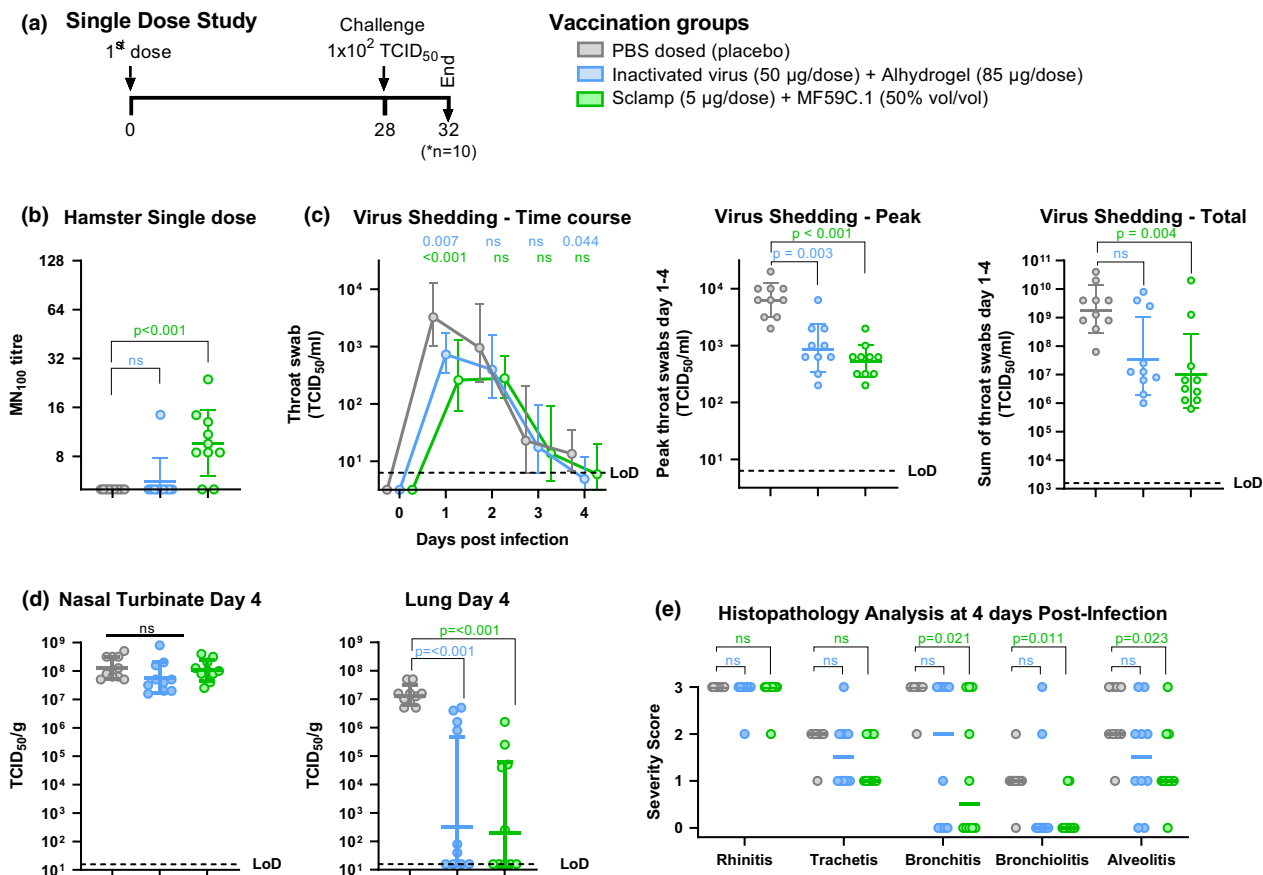 (a) Single Dose Study
1st dose
Challenge
1x10² TCID₅₀
End
0
28
32
(*n=10)
Vaccination groups
PBS dosed (placebo)
Inactivated virus (50 µg/dose) + Alhydrogel (85 µg/dose)
Sclamp (5 µg/dose) + MF59C.1 (50% vol/vol)
(b) Hamster Single dose
MN₁₀₀ titre
128
64
32
16
8
p<0.001
ns
(c) Virus Shedding - Time course
0.007 ns ns 0.044
<0.001 ns ns ns
Throat swab
(TCID₅₀/ml)
10⁴
10³
10²
10¹
LoD
0 1 2 3 4
Days post infection
Virus Shedding - Peak
p < 0.001
p = 0.003
Peak throat swabs day 1-4
(TCID₅₀/ml)
10⁴
10³
10²
10¹
LoD
Virus Shedding - Total
p = 0.004
ns
Sum of throat swabs day 1-4
(TCID₅₀/ml)
10¹¹
10¹⁰
10⁹
10⁸
10⁷
10⁶
10⁵
10⁴
10³
LoD
(d) Nasal Turbinate Day 4
ns
TCID₅₀/g
10⁹
10⁸
10⁷
10⁶
10⁵
10⁴
10³
10²
10¹
LoD
Lung Day 4
p=<0.001
p=<0.001
TCID₅₀/g
10⁹
10⁸
10⁷
10⁶
10⁵
10⁴
10³
10²
10¹
LoD
(e) Histopathology Analysis at 4 days Post-Infection
ns ns p=0.021 p=0.011 p=0.023
ns ns ns ns ns
Severity Score
3
2
1
0
Rhinitis Trachetis Bronchitis Bronchiolitis Alveolitis